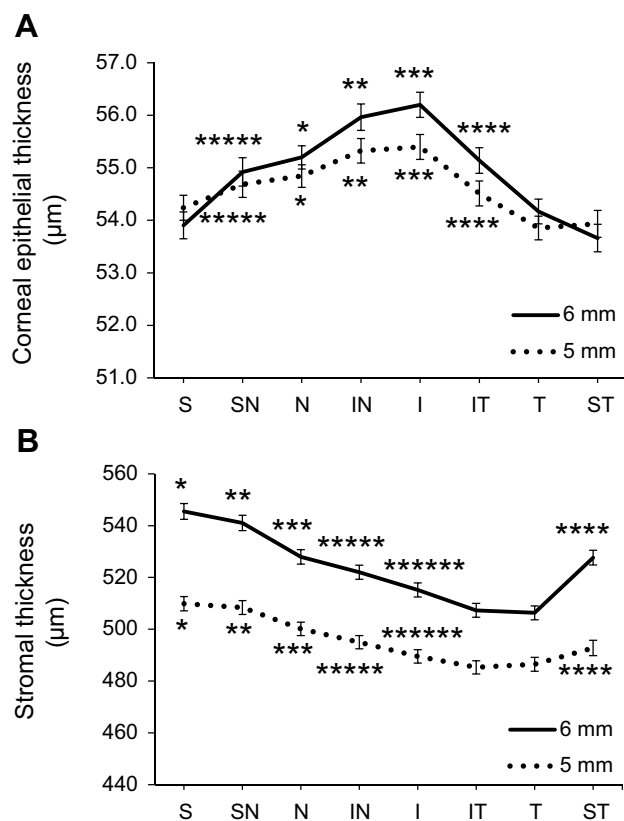 A
Corneal epithelial thickness
(µm)
57.0
56.0
55.0
54.0
53.0
52.0
51.0
** ***
***** * ****
***** * ** *** ****
6 mm
5 mm
S SN N IN I IT T ST
B
Stromal thickness
(µm)
560
540
520
500
480
460
440
* ** *** ***** ****** ****
* ** *** ***** ****** ****
6 mm
5 mm
S SN N IN I IT T ST